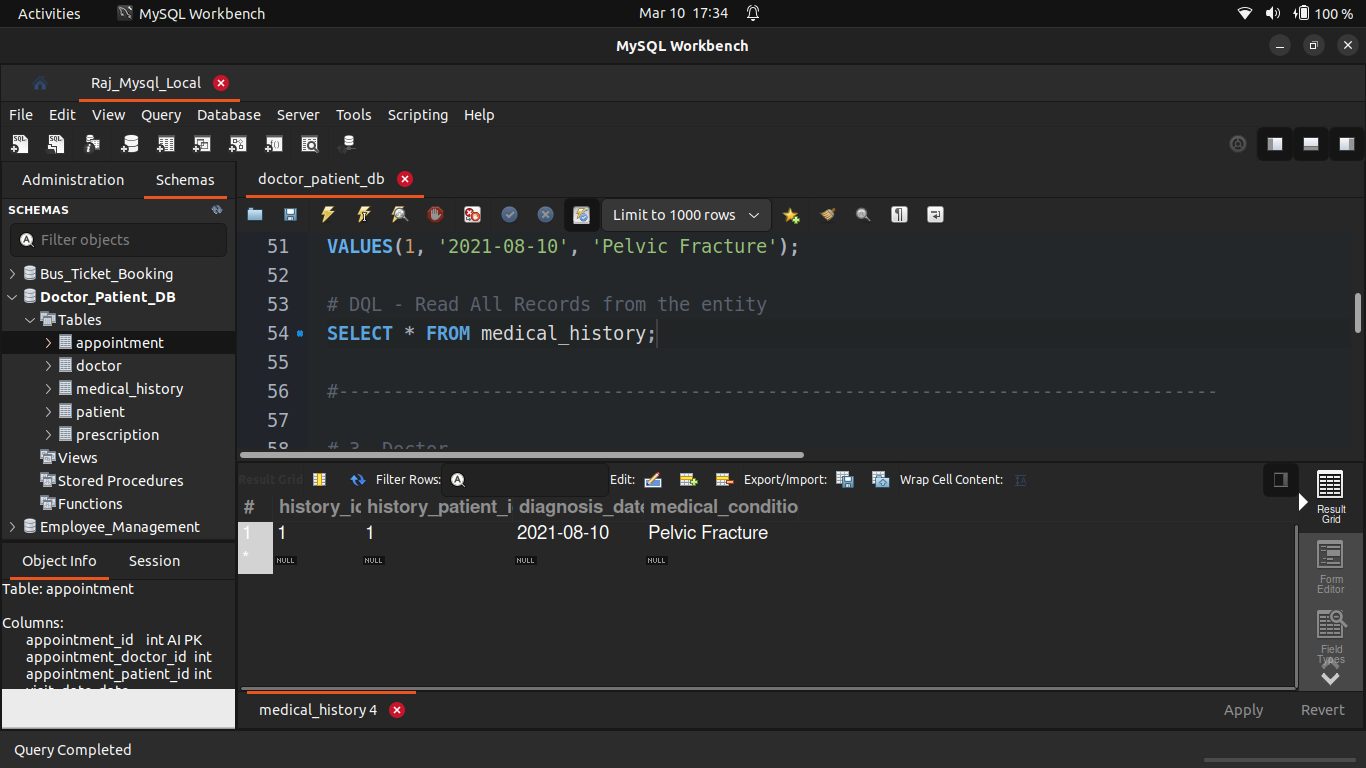 Activities MySQL Workbench Mar 10 17:34 100 %
MySQL Workbench
Raj_Mysql_Local
File Edit View Query Database Server Tools Scripting Help
Administration Schemas
doctor_patient_db
SCHEMAS
Filter objects
Bus_Ticket_Booking
Doctor_Patient_DB
Tables
appointment
doctor
medical_history
patient
prescription
Views
Stored Procedures
Functions
Employee_Management
Object Info Session
Table: appointment
Columns:
appointment_id int AI PK
appointment_doctor_id int
appointment_patient_id int
visit_date date
Limit to 1000 rows
51 VALUES(1, '2021-08-10', 'Pelvic Fracture');
52
53 # DQL - Read All Records from the entity
54 SELECT * FROM medical_history;
55
56 #--------------------------------------------------------------------------------
57
58 # 3. Doctor
Result Grid Filter Rows: Edit: Export/Import: Wrap Cell Content:
# history_id history_patient_i diagnosis_date medical_conditio
1 1 1 2021-08-10 Pelvic Fracture
* NULL NULL NULL NULL
Result
Grid
Form
Editor
Field
Types
medical_history 4 Apply Revert
Query Completed